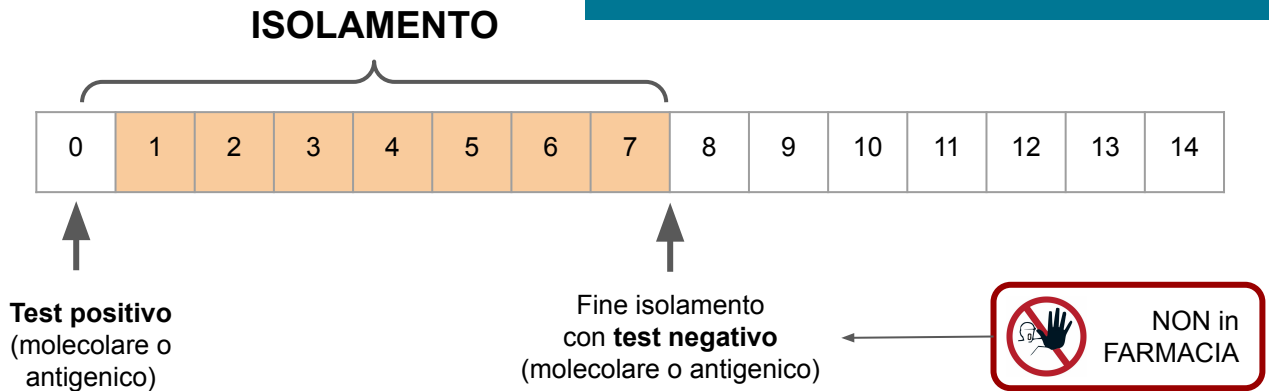 ISOLAMENTO
0 1 2 3 4 5 6 7 8 9 10 11 12 13 14
Test positivo
(molecolare o
antigenico)
Fine isolamento
con test negativo
(molecolare o antigenico)
NON in
FARMACIA